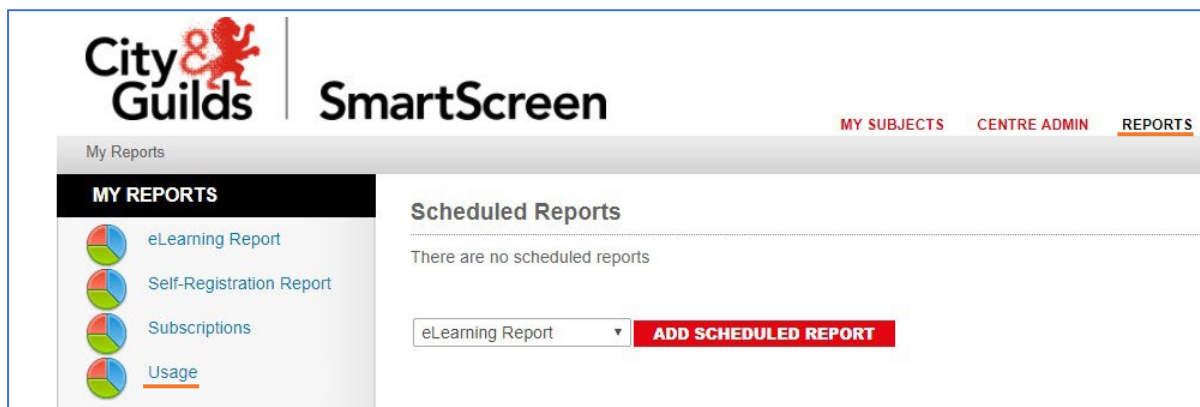 City&
Guilds
SmartScreen
MY SUBJECTS CENTRE ADMIN REPORTS
My Reports
MY REPORTS
eLearning Report
Self-Registration Report
Subscriptions
Usage
Scheduled Reports
There are no scheduled reports
eLearning Report ADD SCHEDULED REPORT